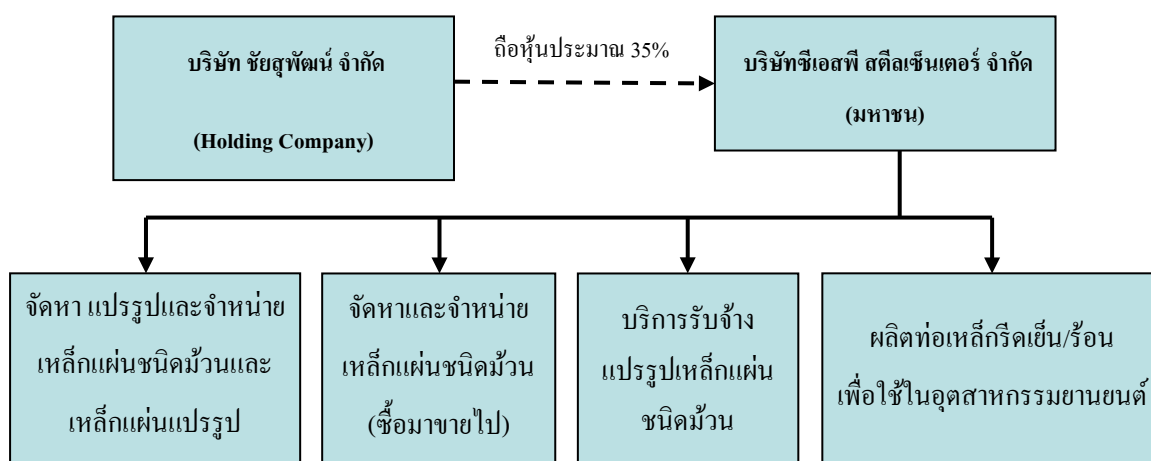 บริษัท ชัยสุพัฒน์ จำกัด
(Holding Company)
ถือหุ้นประมาณ 35%
บริษัทซีเอสพี สตีลเซ็นเตอร์ จำกัด
(มหาชน)
จัดหา แปรรูปและจำหน่าย
เหล็กแผ่นชนิดม้วนและ
เหล็กแผ่นแปรรูป
จัดหาและจำหน่าย
เหล็กแผ่นชนิดม้วน
(ซื้อมาขายไป)
บริการรับจ้าง
แปรรูปเหล็กแผ่น
ชนิดม้วน
ผลิตท่อเหล็กรีดเย็น/ร้อน
เพื่อใช้ในอุตสาหกรรมยานยนต์